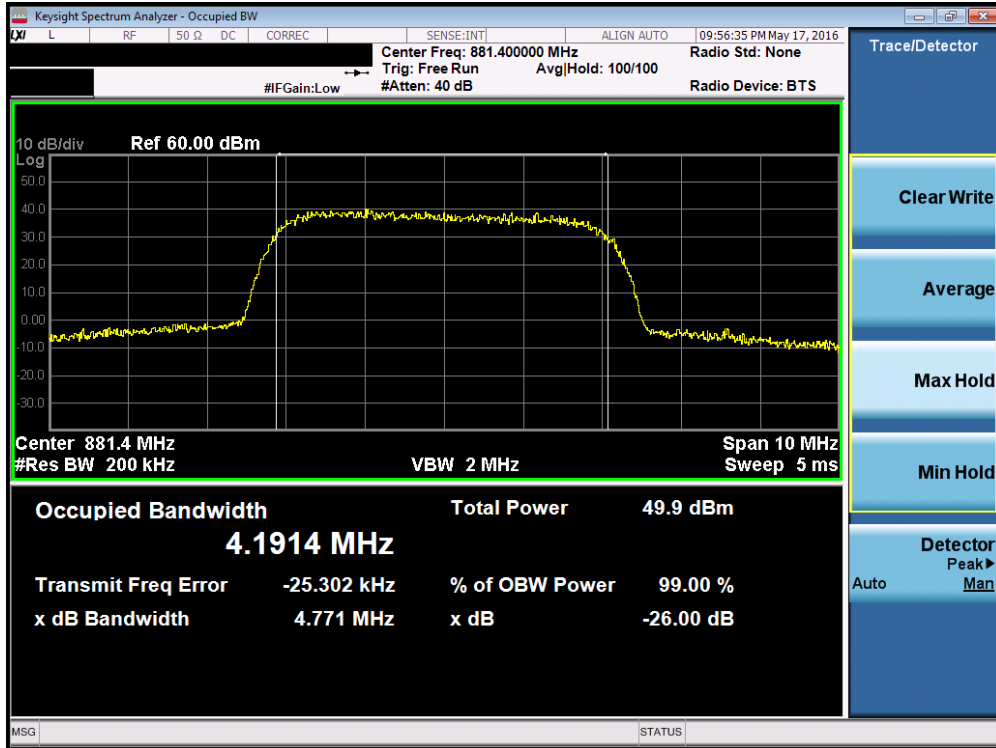 Keysight Spectrum Analyzer - Occupied BW
LXI L RF 50 Ω DC CORREC SENSE:INT ALIGN AUTO 09:56:35 PM May 17, 2016
Center Freq: 881.400000 MHz Radio Std: None
Trig: Free Run Avg|Hold: 100/100
#IFGain:Low #Atten: 40 dB Radio Device: BTS
10 dB/div Ref 60.00 dBm
Log
50.0
40.0
30.0
20.0
10.0
0.00
-10.0
-20.0
-30.0
Center 881.4 MHz Span 10 MHz
#Res BW 200 kHz VBW 2 MHz Sweep 5 ms
Occupied Bandwidth Total Power 49.9 dBm
4.1914 MHz
Transmit Freq Error -25.302 kHz % of OBW Power 99.00 %
x dB Bandwidth 4.771 MHz x dB -26.00 dB
MSG STATUS
Trace/Detector
Clear Write
Average
Max Hold
Min Hold
Detector
Peak▶
Auto Man